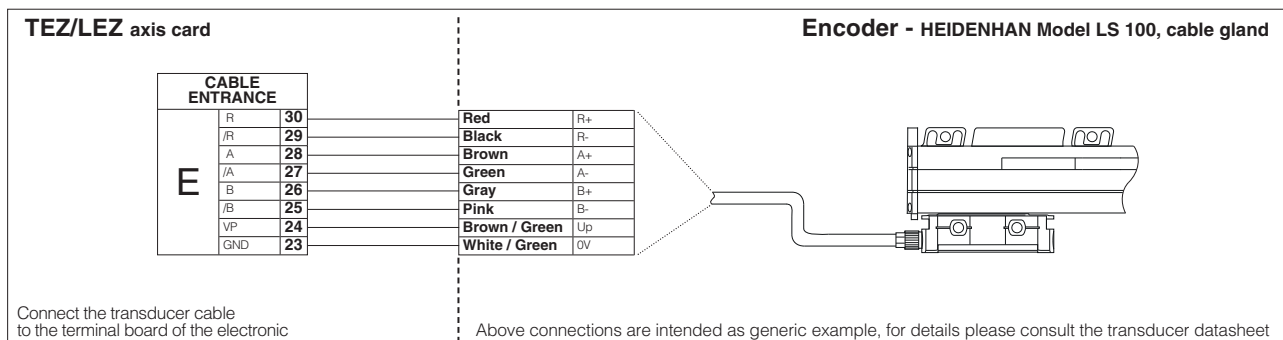 TEZ/LEZ axis card
Encoder - HEIDENHAN Model LS 100, cable gland
CABLE
ENTRANCE
E
R 30 Red R+
/R 29 Black R-
A 28 Brown A+
/A 27 Green A-
B 26 Gray B+
/B 25 Pink B-
VP 24 Brown / Green Up
GND 23 White / Green 0V
Connect the transducer cable
to the terminal board of the electronic
Above connections are intended as generic example, for details please consult the transducer datasheet